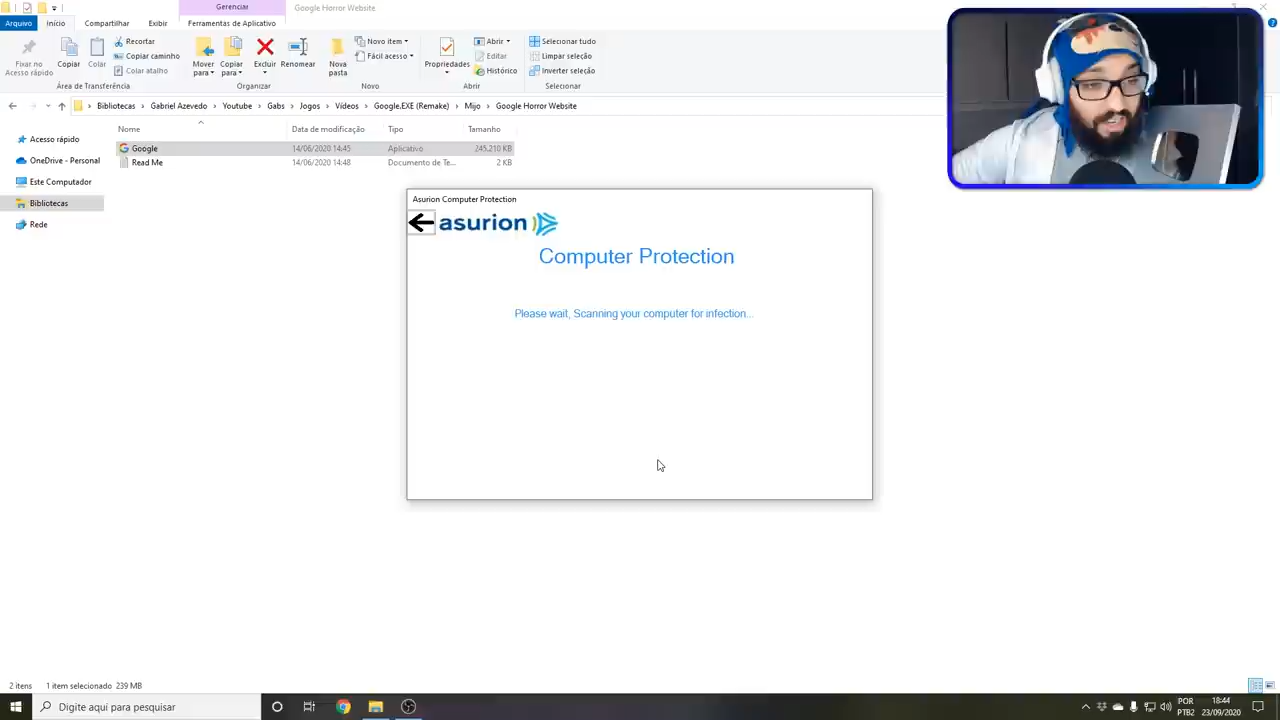 Gerenciar
Google Horror Website
Arquivo Início Compartilhar Exibir Ferramentas de Aplicativo
Fixar no Acesso rápido
Copiar
Colar
Recortar
Copiar caminho
Colar atalho
Área de Transferência
Mover para
Copiar para
Excluir
Renomear
Organizar
Nova pasta
Novo item
Fácil acesso
Novo
Propriedades
Abrir
Editar
Histórico
Abrir
Selecionar tudo
Limpar seleção
Inverter seleção
Selecionar
Bibliotecas Gabriel Azevedo Youtube Gabs Jogos Vídeos Google.EXE (Remake) Mijo Google Horror Website
Nome Data de modificação Tipo Tamanho
Google 14/06/2020 14:45 Aplicativo 245.210 KB
Read Me 14/06/2020 14:48 Documento de Te... 2 KB
Acesso rápido
OneDrive - Personal
Este Computador
Bibliotecas
Rede
Asurion Computer Protection
asurion
Computer Protection
Please wait, Scanning your computer for infection...
2 itens 1 item selecionado 239 MB
Digite aqui para pesquisar
POR
PTB2
18:44
23/09/2020